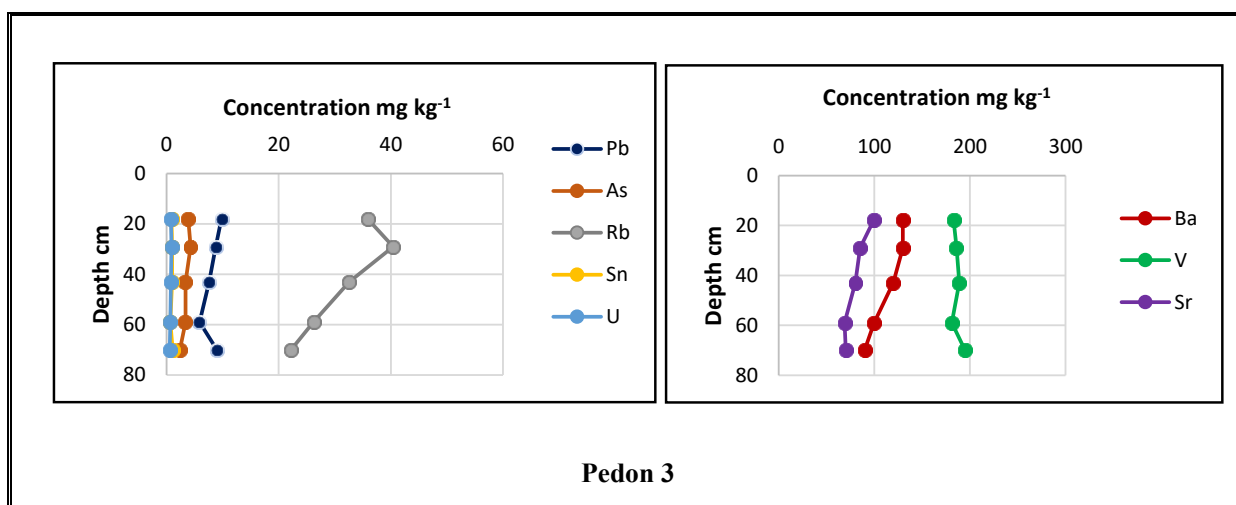 Concentration mg kg-1
0 20 40 60
0
20
40
60
80
Depth cm
Pb
As
Rb
Sn
U
Concentration mg kg-1
0 100 200 300
0
20
40
60
80
Depth cm
Ba
V
Sr
Pedon 3